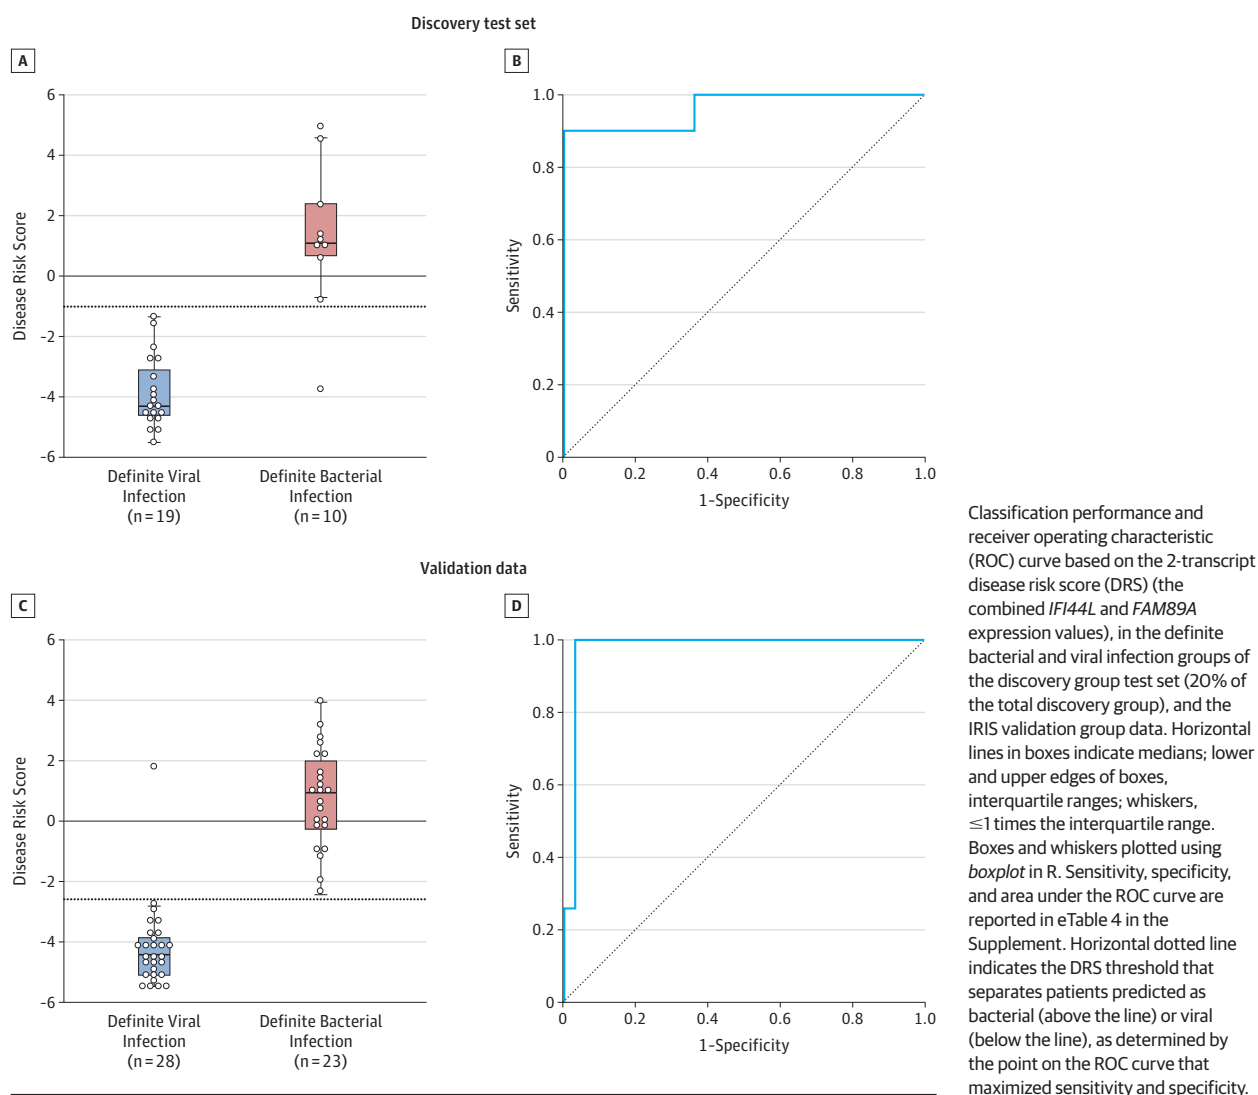 Discovery test set
A
6
4
2
0
-2
-4
-6
Disease Risk Score
Definite Viral
Infection
(n=19)
Definite Bacterial
Infection
(n=10)
B
1.0
0.8
0.6
0.4
0.2
0
Sensitivity
0 0.2 0.4 0.6 0.8 1.0
1-Specificity
Validation data
C
6
4
2
0
-2
-4
-6
Disease Risk Score
Definite Viral
Infection
(n=28)
Definite Bacterial
Infection
(n=23)
D
1.0
0.8
0.6
0.4
0.2
0
Sensitivity
0 0.2 0.4 0.6 0.8 1.0
1-Specificity
Classification performance and
receiver operating characteristic
(ROC) curve based on the 2-transcript
disease risk score (DRS) (the
combined IFI44L and FAM89A
expression values), in the definite
bacterial and viral infection groups of
the discovery group test set (20% of
the total discovery group), and the
IRIS validation group data. Horizontal
lines in boxes indicate medians; lower
and upper edges of boxes,
interquartile ranges; whiskers,
≤1 times the interquartile range.
Boxes and whiskers plotted using
boxplot in R. Sensitivity, specificity,
and area under the ROC curve are
reported in eTable 4 in the
Supplement. Horizontal dotted line
indicates the DRS threshold that
separates patients predicted as
bacterial (above the line) or viral
(below the line), as determined by
the point on the ROC curve that
maximized sensitivity and specificity.